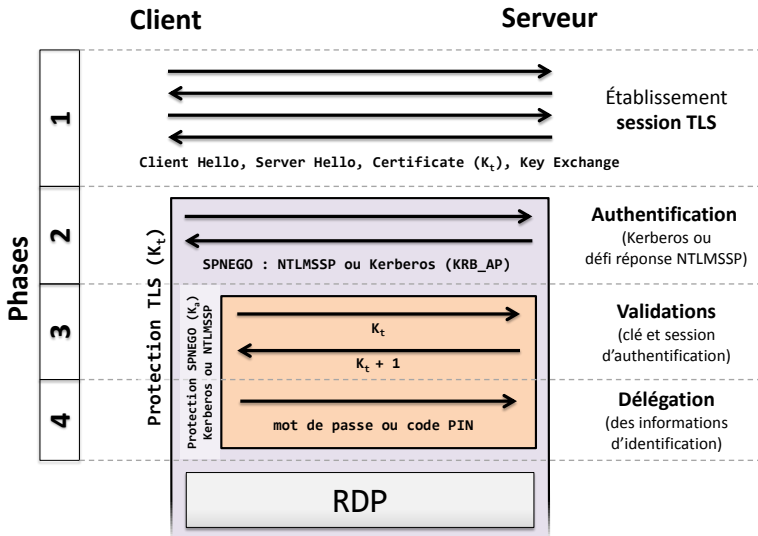 Client
Serveur
Phases
1
Client Hello, Server Hello, Certificate (Kt), Key Exchange
Établissement
session TLS
2
Protection TLS (Kt)
SPNEGO : NTLMSSP ou Kerberos (KRB_AP)
Authentification
(Kerberos ou
défi réponse NTLMSSP)
3
Protection SPNEGO (Ka)
Kerberos ou NTLMSSP
Kt
Kt + 1
Validations
(clé et session
d'authentification)
4
mot de passe ou code PIN
Délégation
(des informations
d'identification)
RDP